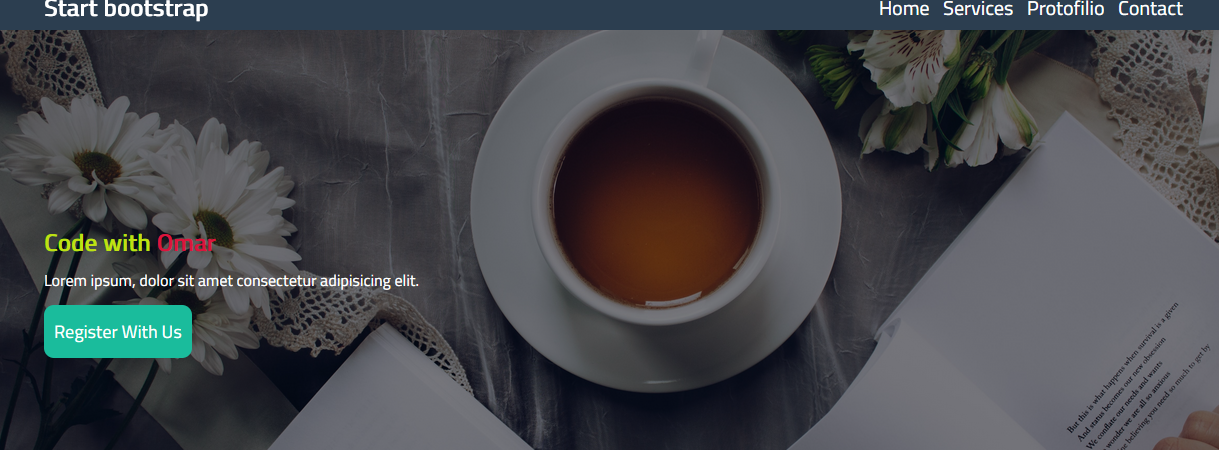 Start bootstrap
Home Services Protofilio Contact
Code with Omar
Lorem ipsum, dolor sit amet consectetur adipisicing elit.
Register With Us
But this is what happens when survival is a given
And status becomes our new obsession
We conflate our needs and wants
wonder we are all so anxious
believing you need so much to get by